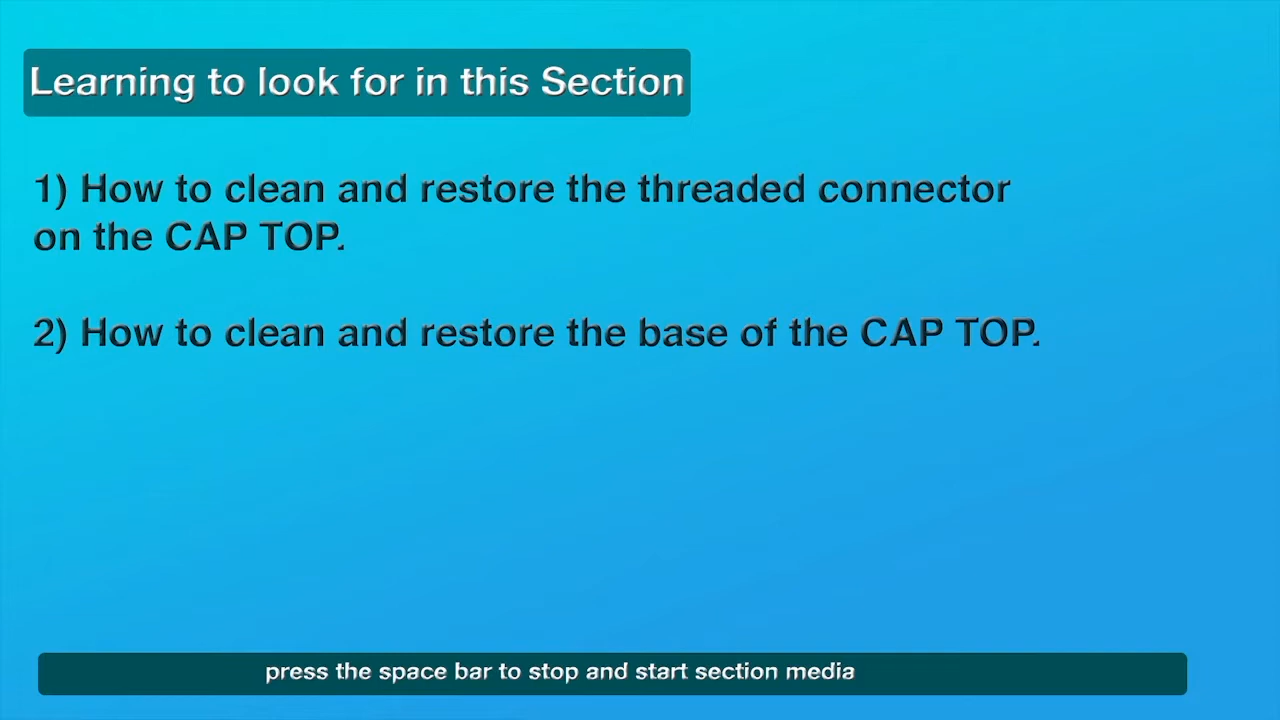 Learning to look for in this Section
1) How to clean and restore the threaded connector
on the CAP TOP.
2) How to clean and restore the base of the CAP TOP.
press the space bar to stop and start section media